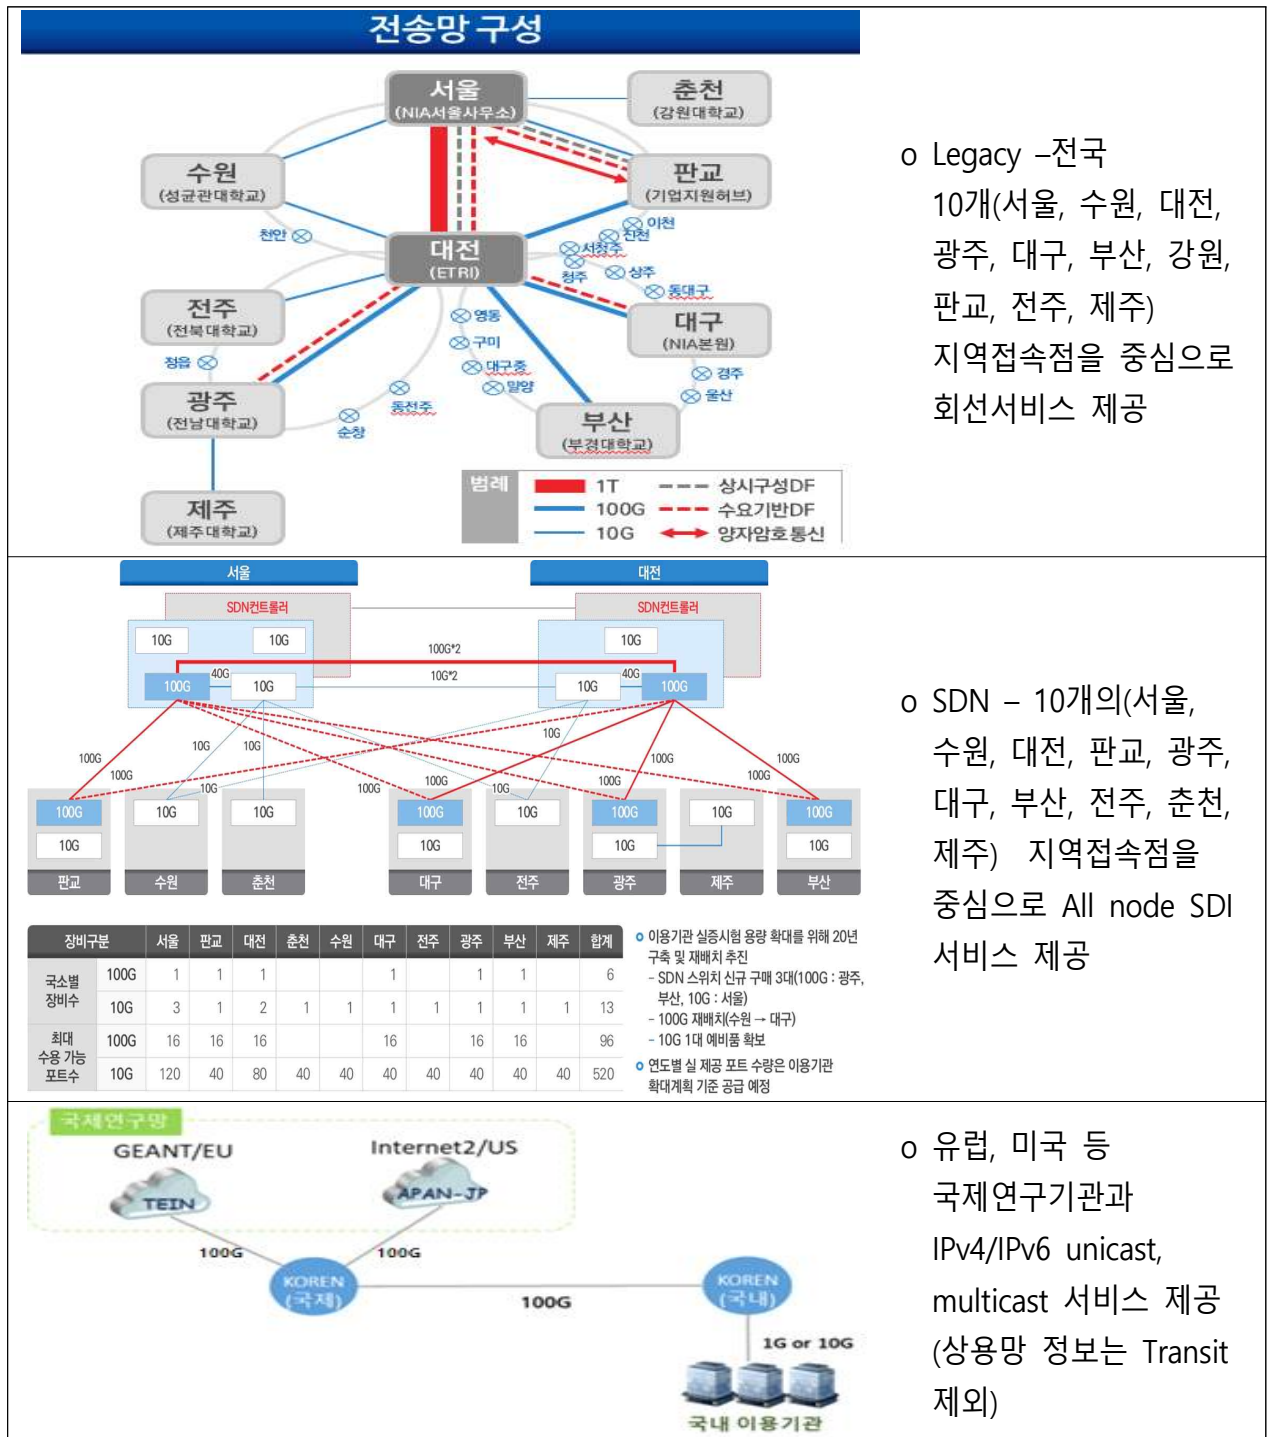 전송망 구성
서울
(NIA서울사무소)
춘천
(강원대학교)
수원
(성균관대학교)
판교
(기업지원허브)
이천
진천
천안
대전
(ETRI)
서청주
청주
상주
동대구
전주
(전북대학교)
영동
대구
(NIA본원)
구미
정읍
대구중
밀양
경주
울산
광주
(전남대학교)
동전주
순창
부산
(부경대학교)
제주
(제주대학교)
범례
1T
상시구성DF
100G
수요기반DF
10G
양자암호통신
o Legacy –전국
10개(서울, 수원, 대전,
광주, 대구, 부산, 강원,
판교, 전주, 제주)
지역접속점을 중심으로
회선서비스 제공
서울
대전
SDN컨트롤러
SDN컨트롤러
10G 10G 10G
100G*2
10G*2
100G 40G 10G
10G 40G 100G
100G 100G 10G 10G 10G
100G 100G 10G 10G 100G 100G 100G 100G
100G 10G 10G 100G 10G 100G 10G 100G
10G 10G 10G 10G
판교 수원 춘천 대구 전주 광주 제주 부산
장비구분 서울 판교 대전 춘천 수원 대구 전주 광주 부산 제주 합계
국소별 장비수 100G 1 1 1 1 1 1 6
10G 3 1 2 1 1 1 1 1 1 1 13
최대 수용 가능 포트수 100G 16 16 16 16 16 16 96
10G 120 40 80 40 40 40 40 40 40 40 520
이용기관 실증시험 용량 확대를 위해 20년
구축 및 재배치 추진
- SDN 스위치 신규 구매 3대(100G : 광주,
부산, 10G : 서울)
- 100G 재배치(수원 → 대구)
- 10G 1대 예비품 확보
연도별 실 제공 포트 수량은 이용기관
확대계획 기준 공급 예정
o SDN – 10개의(서울,
수원, 대전, 판교, 광주,
대구, 부산, 전주, 춘천,
제주) 지역접속점을
중심으로 All node SDI
서비스 제공
국제연구망
GEANT/EU
Internet2/US
TEIN
APAN-JP
100G
100G
KOREN
(국제)
100G
KOREN
(국내)
1G or 10G
국내 이용기관
o 유럽, 미국 등
국제연구기관과
IPv4/IPv6 unicast,
multicast 서비스 제공
(상용망 정보는 Transit
제외)